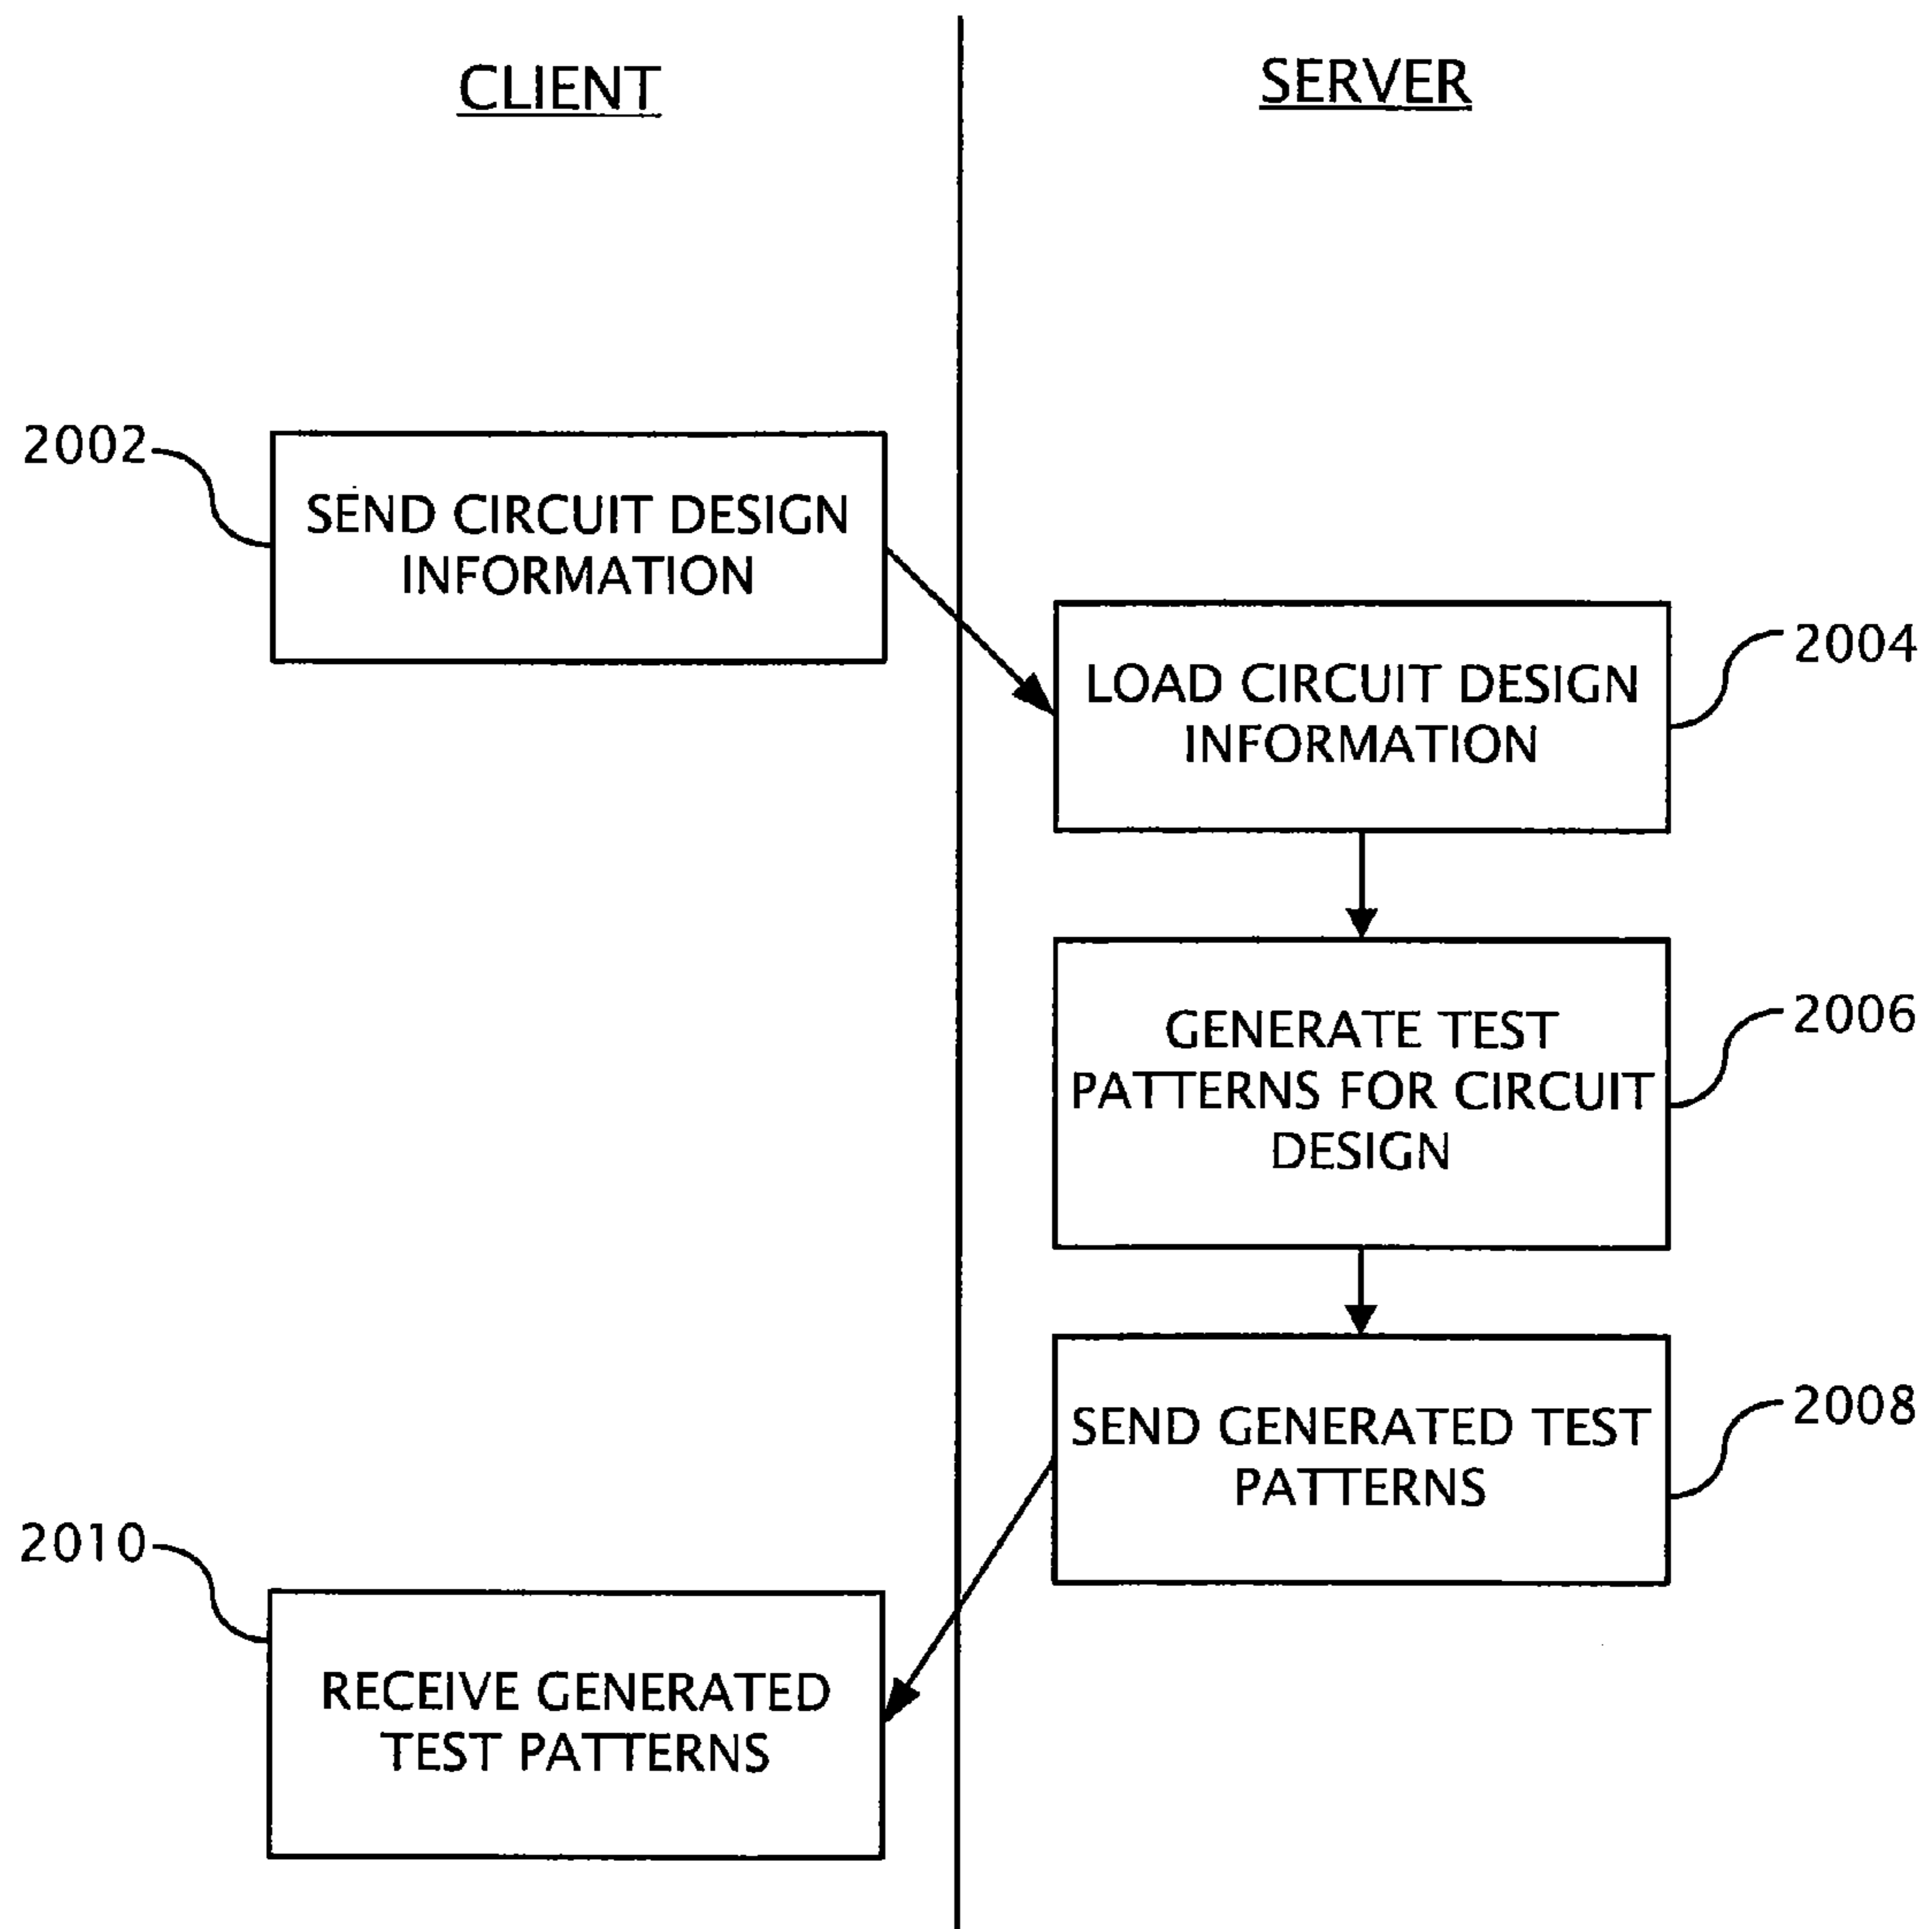 CLIENT
SERVER
2002
SEND CIRCUIT DESIGN
INFORMATION
2004
LOAD CIRCUIT DESIGN
INFORMATION
2006
GENERATE TEST
PATTERNS FOR CIRCUIT
DESIGN
2008
SEND GENERATED TEST
PATTERNS
2010
RECEIVE GENERATED
TEST PATTERNS